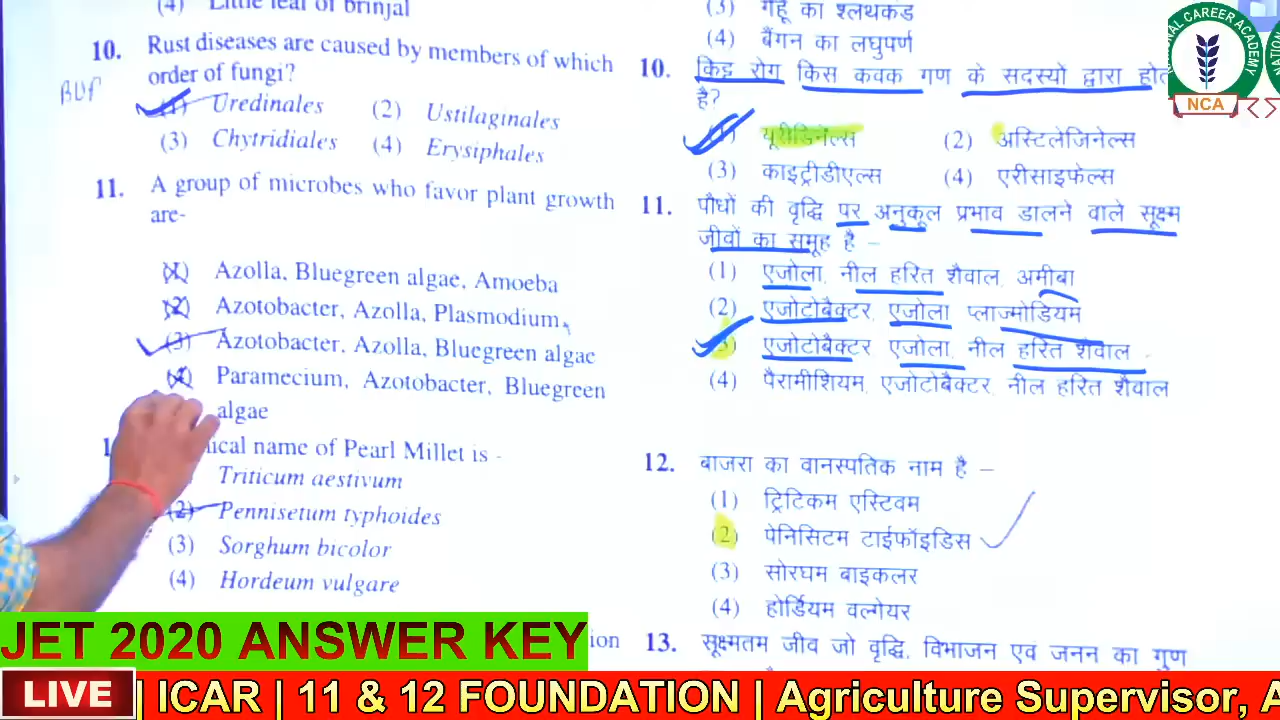 (4) Little leaf of brinjal
10. Rust diseases are caused by members of which
order of fungi?
BUP
(1) Uredinales (2) Ustilaginales
(3) Chytridiales (4) Erysiphales
11. A group of microbes who favor plant growth
are-
(1) Azolla, Bluegreen algae, Amoeba
(2) Azotobacter, Azolla, Plasmodium,
(3) Azotobacter, Azolla, Bluegreen algae
(4) Paramecium, Azotobacter, Bluegreen
algae
name of Pearl Millet is -
Triticum aestivum
(2) Pennisetum typhoides
(3) Sorghum bicolor
(4) Hordeum vulgare
(3) गेहूं का श्लथकंड
(4) बैंगन का लघुपर्ण
10. किट्ट रोग किस कवक गण के सदस्यों द्वारा
है?
(1) यूरीडिनेल्स (2) अस्टिलेजिनेल्स
(3) काइट्रीडीएल्स (4) एरीसाइफेल्स
11. पौधों की वृद्धि पर अनुकूल प्रभाव डालने वाले सूक्ष्म
जीवों का समूह है –
(1) एजोला, नील हरित शैवाल, अमीबा
(2) एजोटोबैक्टर, एजोला प्लाज्मोडियम
(3) एजोटोबैक्टर एजोला, नील हरित शैवाल
(4) पैरामीशियम, एजोटोबैक्टर, नील हरित शैवाल
12. बाजरा का वानस्पतिक नाम है –
(1) ट्रिटिकम एस्टिवम
(2) पेनिसिटम टाईफॉइडिस
(3) सोरघम बाइकलर
(4) होर्डियम वल्गेयर
13. सूक्ष्मतम जीव जो वृद्धि, विभाजन एवं जनन का गुण
CAREER ACADEMY
NCA
JET 2020 ANSWER KEY
LIVE | ICAR | 11 & 12 FOUNDATION | Agriculture Supervisor, A